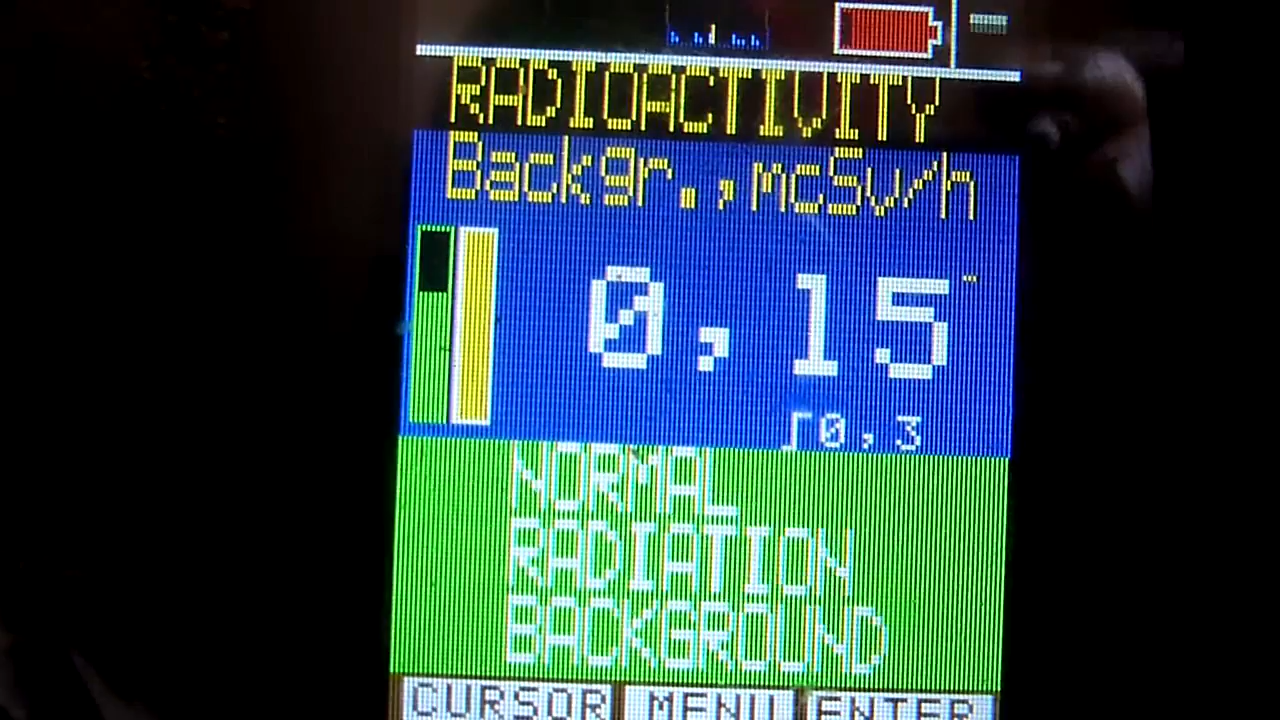 RADIOACTIVITY
Backgr.,mcSv/h
0,15
∫0,3
NORMAL
RADIATION
BACKGROUND
CURSOR MENU ENTER